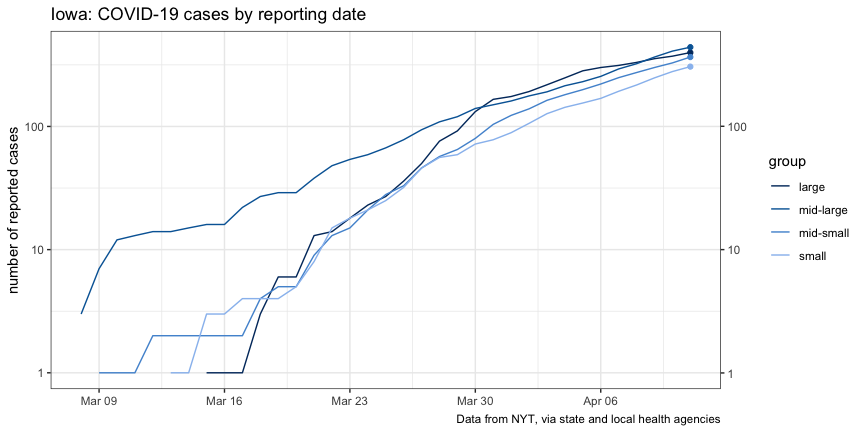 Iowa: COVID-19 cases by reporting date
number of reported cases
100
10
1
100
10
1
Mar 09
Mar 16
Mar 23
Mar 30
Apr 06
group
large
mid-large
mid-small
small
Data from NYT, via state and local health agencies